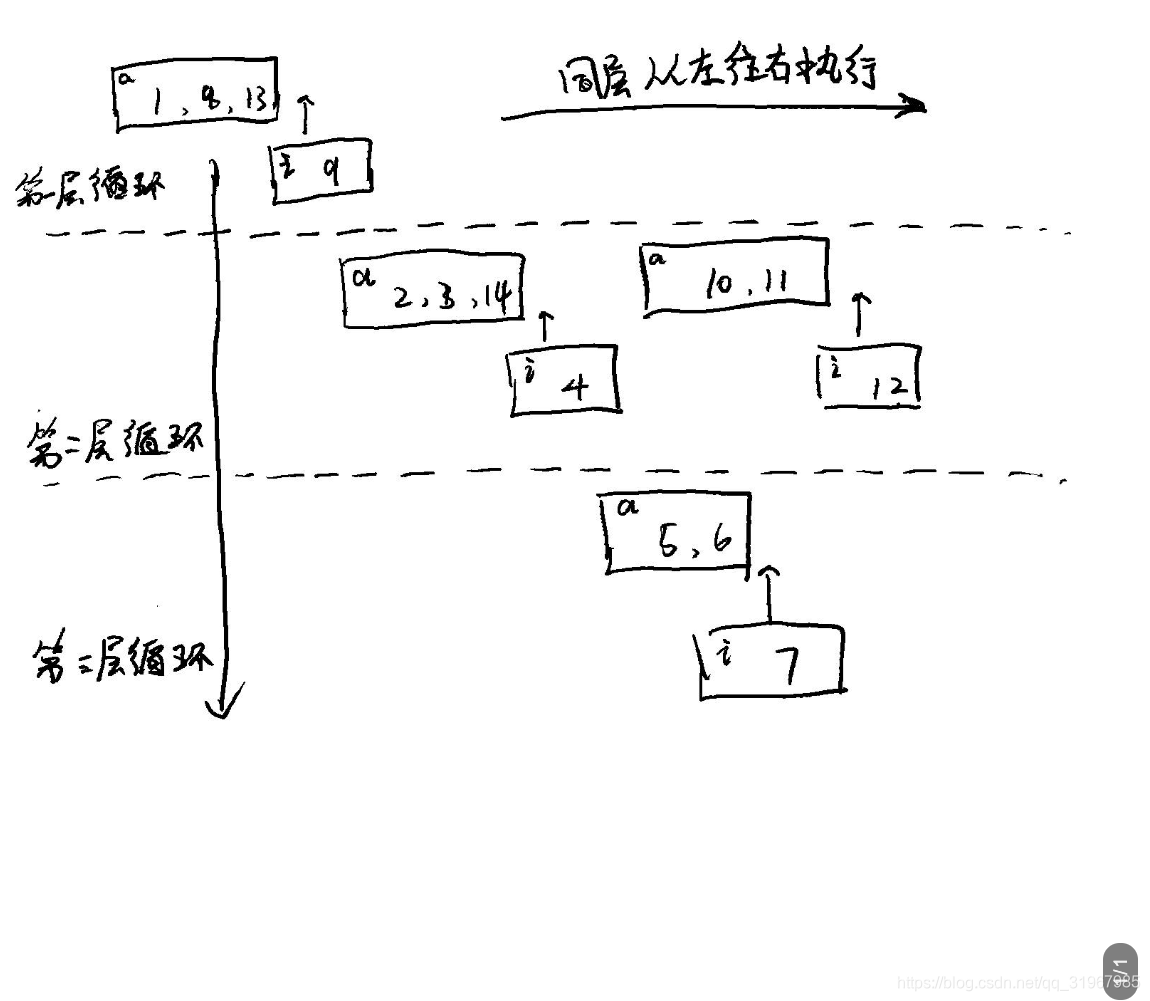 同层从左往右执行
a
1, 8, 13
i 9
第一层循环
a
2, 3, 14
a
10, 11
i 4
i 12
第二层循环
a
5, 6
第三层循环
i 7
1/1
https://blog.csdn.net/qq_31967985